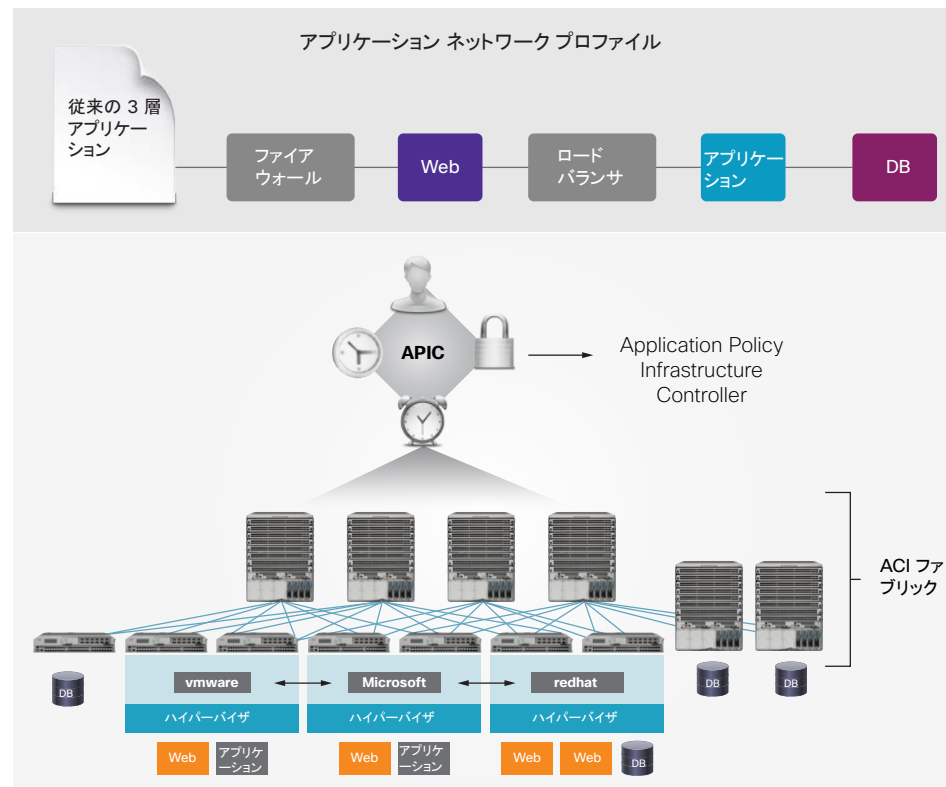 アプリケーション ネットワーク プロファイル
従来の 3 層
アプリケー
ション
ファイア
ウォール
Web
ロード
バランサ
アプリケー
ション
DB
APIC
Application Policy
Infrastructure
Controller
ACI ファ
ブリック
vmware
Microsoft
redhat
DB
DB
DB
ハイパーバイザ
ハイパーバイザ
ハイパーバイザ
Web
アプリケ
ーション
Web
アプリケ
ーション
Web
Web
DB